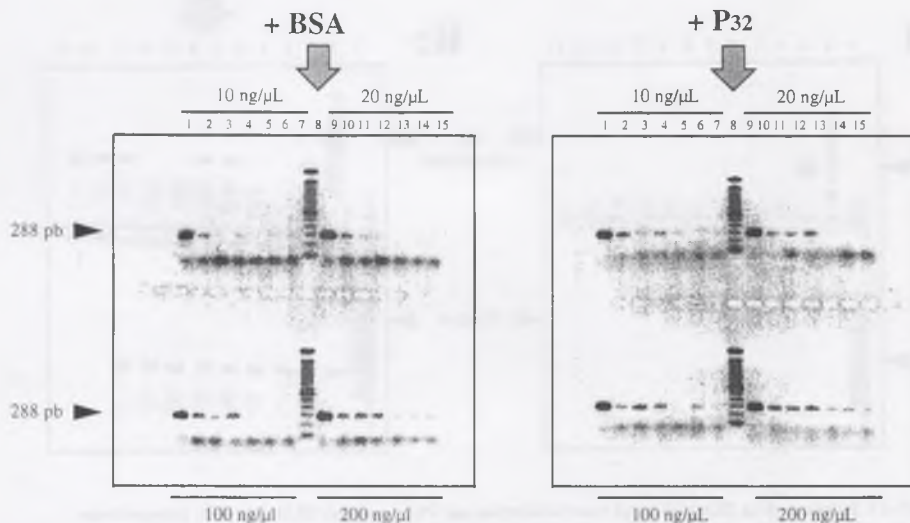 + BSA
+ P32
10 ng/µL 20 ng/µL
10 ng/µL 20 ng/µL
1 2 3 4 5 6 7 8 9 10 11 12 13 14 15
1 2 3 4 5 6 7 8 9 10 11 12 13 14 15
288 pb
288 pb
100 ng/µl 200 ng/µl
100 ng/µL 200 ng/µL